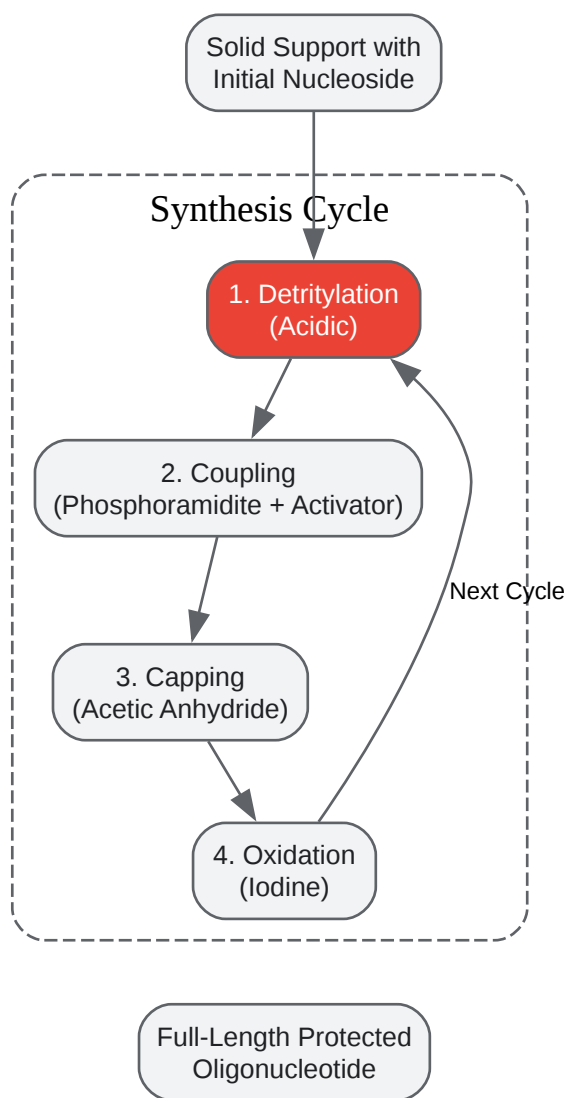 Solid Support with
Initial Nucleoside
Synthesis Cycle
1. Detritylation
(Acidic)
2. Coupling
(Phosphoramidite + Activator)
Next Cycle
3. Capping
(Acetic Anhydride)
4. Oxidation
(Iodine)
Full-Length Protected
Oligonucleotide